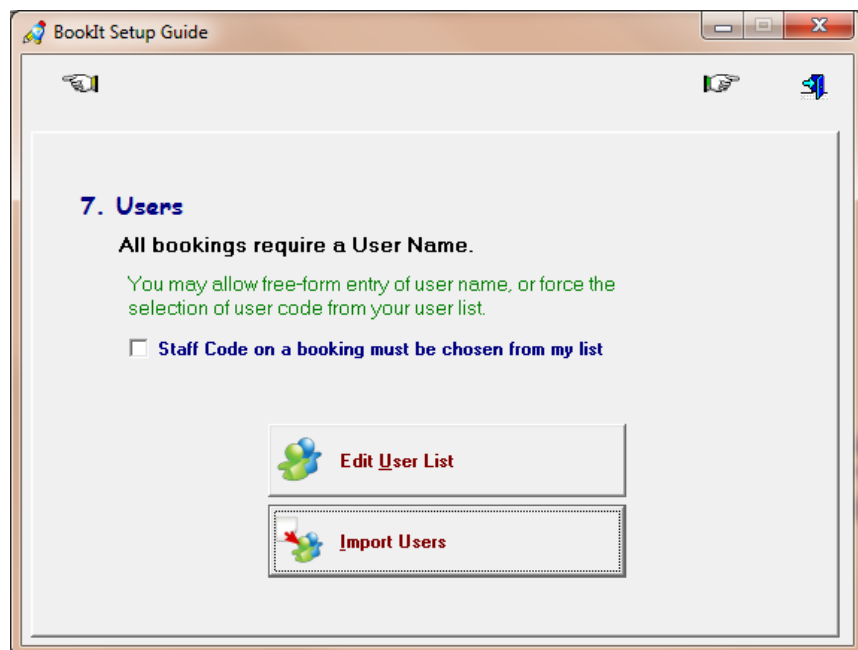 BookIt Setup Guide
7. Users
All bookings require a User Name.
You may allow free-form entry of user name, or force the
selection of user code from your user list.
Staff Code on a booking must be chosen from my list
Edit User List
Import Users